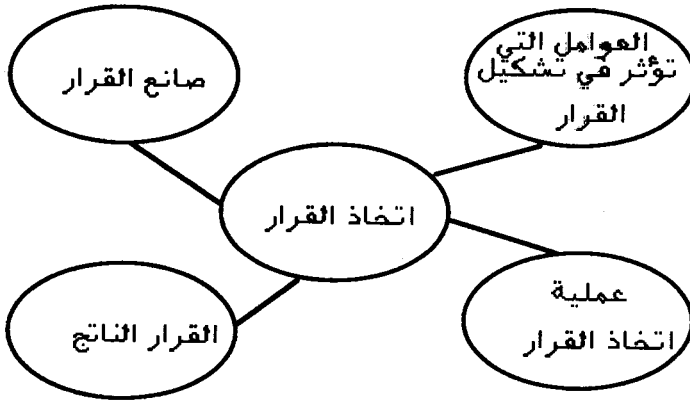 العوامل التي
تؤثر في تشكيل
القرار
صانع القرار
اتخاذ القرار
عملية
اتخاذ القرار
القرار الناتج